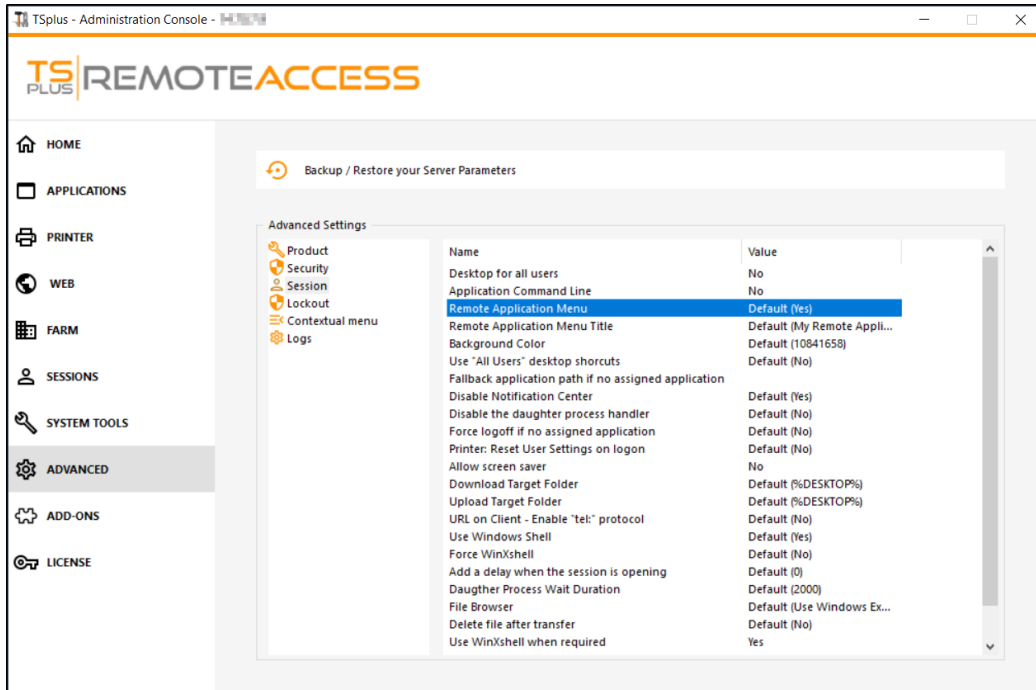 TSplus - Administration Console -
TS PLUS REMOTEACCESS
HOME
APPLICATIONS
PRINTER
WEB
FARM
SESSIONS
SYSTEM TOOLS
ADVANCED
ADD-ONS
LICENSE
Backup / Restore your Server Parameters
Advanced Settings
Product
Security
Session
Lockout
Contextual menu
Logs
Name Value
Desktop for all users No
Application Command Line No
Remote Application Menu Default (Yes)
Remote Application Menu Title Default (My Remote Appli...
Background Color Default (10841658)
Use "All Users" desktop shorcuts Default (No)
Fallback application path if no assigned application
Disable Notification Center Default (Yes)
Disable the daughter process handler Default (No)
Force logoff if no assigned application Default (No)
Printer: Reset User Settings on logon Default (No)
Allow screen saver No
Download Target Folder Default (%DESKTOP%)
Upload Target Folder Default (%DESKTOP%)
URL on Client - Enable "tel:" protocol Default (No)
Use Windows Shell Default (Yes)
Force WinXshell Default (No)
Add a delay when the session is opening Default (0)
Daugther Process Wait Duration Default (2000)
File Browser Default (Use Windows Ex...
Delete file after transfer Default (No)
Use WinXshell when required Yes